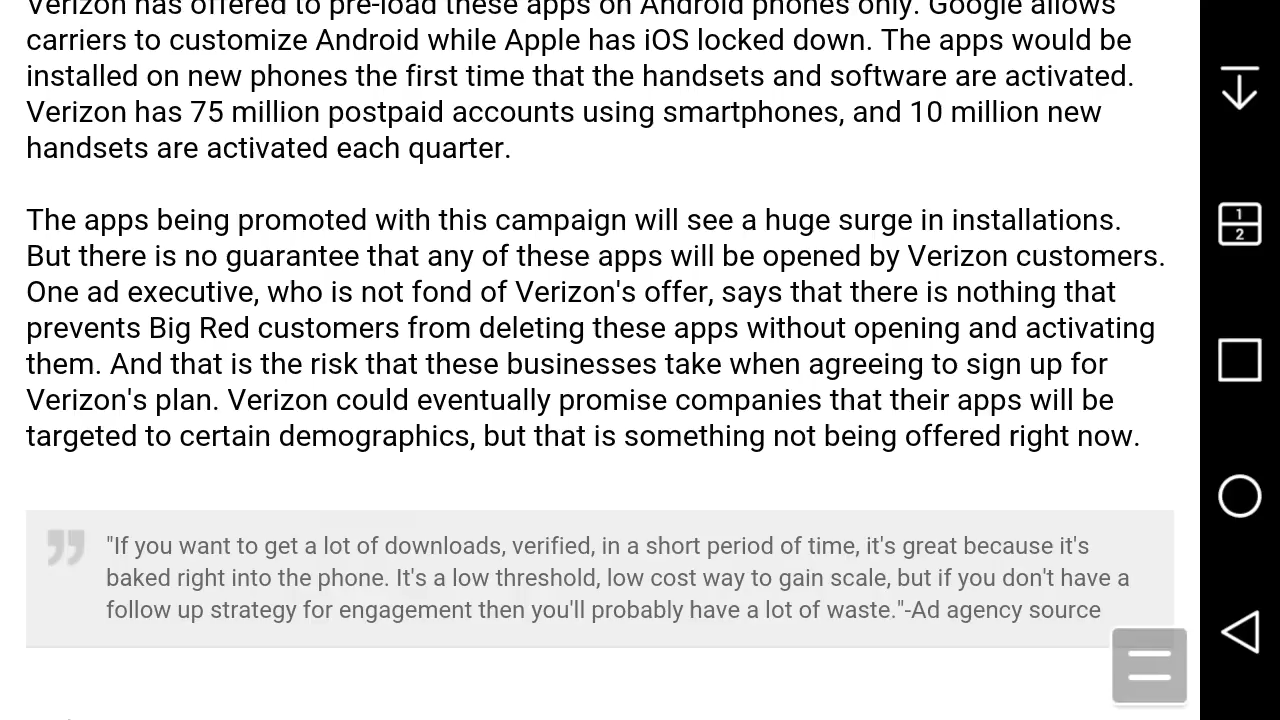 Verizon has offered to pre-load these apps on Android phones only. Google allows
carriers to customize Android while Apple has iOS locked down. The apps would be
installed on new phones the first time that the handsets and software are activated.
Verizon has 75 million postpaid accounts using smartphones, and 10 million new
handsets are activated each quarter.
The apps being promoted with this campaign will see a huge surge in installations.
But there is no guarantee that any of these apps will be opened by Verizon customers.
One ad executive, who is not fond of Verizon's offer, says that there is nothing that
prevents Big Red customers from deleting these apps without opening and activating
them. And that is the risk that these businesses take when agreeing to sign up for
Verizon's plan. Verizon could eventually promise companies that their apps will be
targeted to certain demographics, but that is something not being offered right now.
"If you want to get a lot of downloads, verified, in a short period of time, it's great because it's
baked right into the phone. It's a low threshold, low cost way to gain scale, but if you don't have a
follow up strategy for engagement then you'll probably have a lot of waste."-Ad agency source
1
2